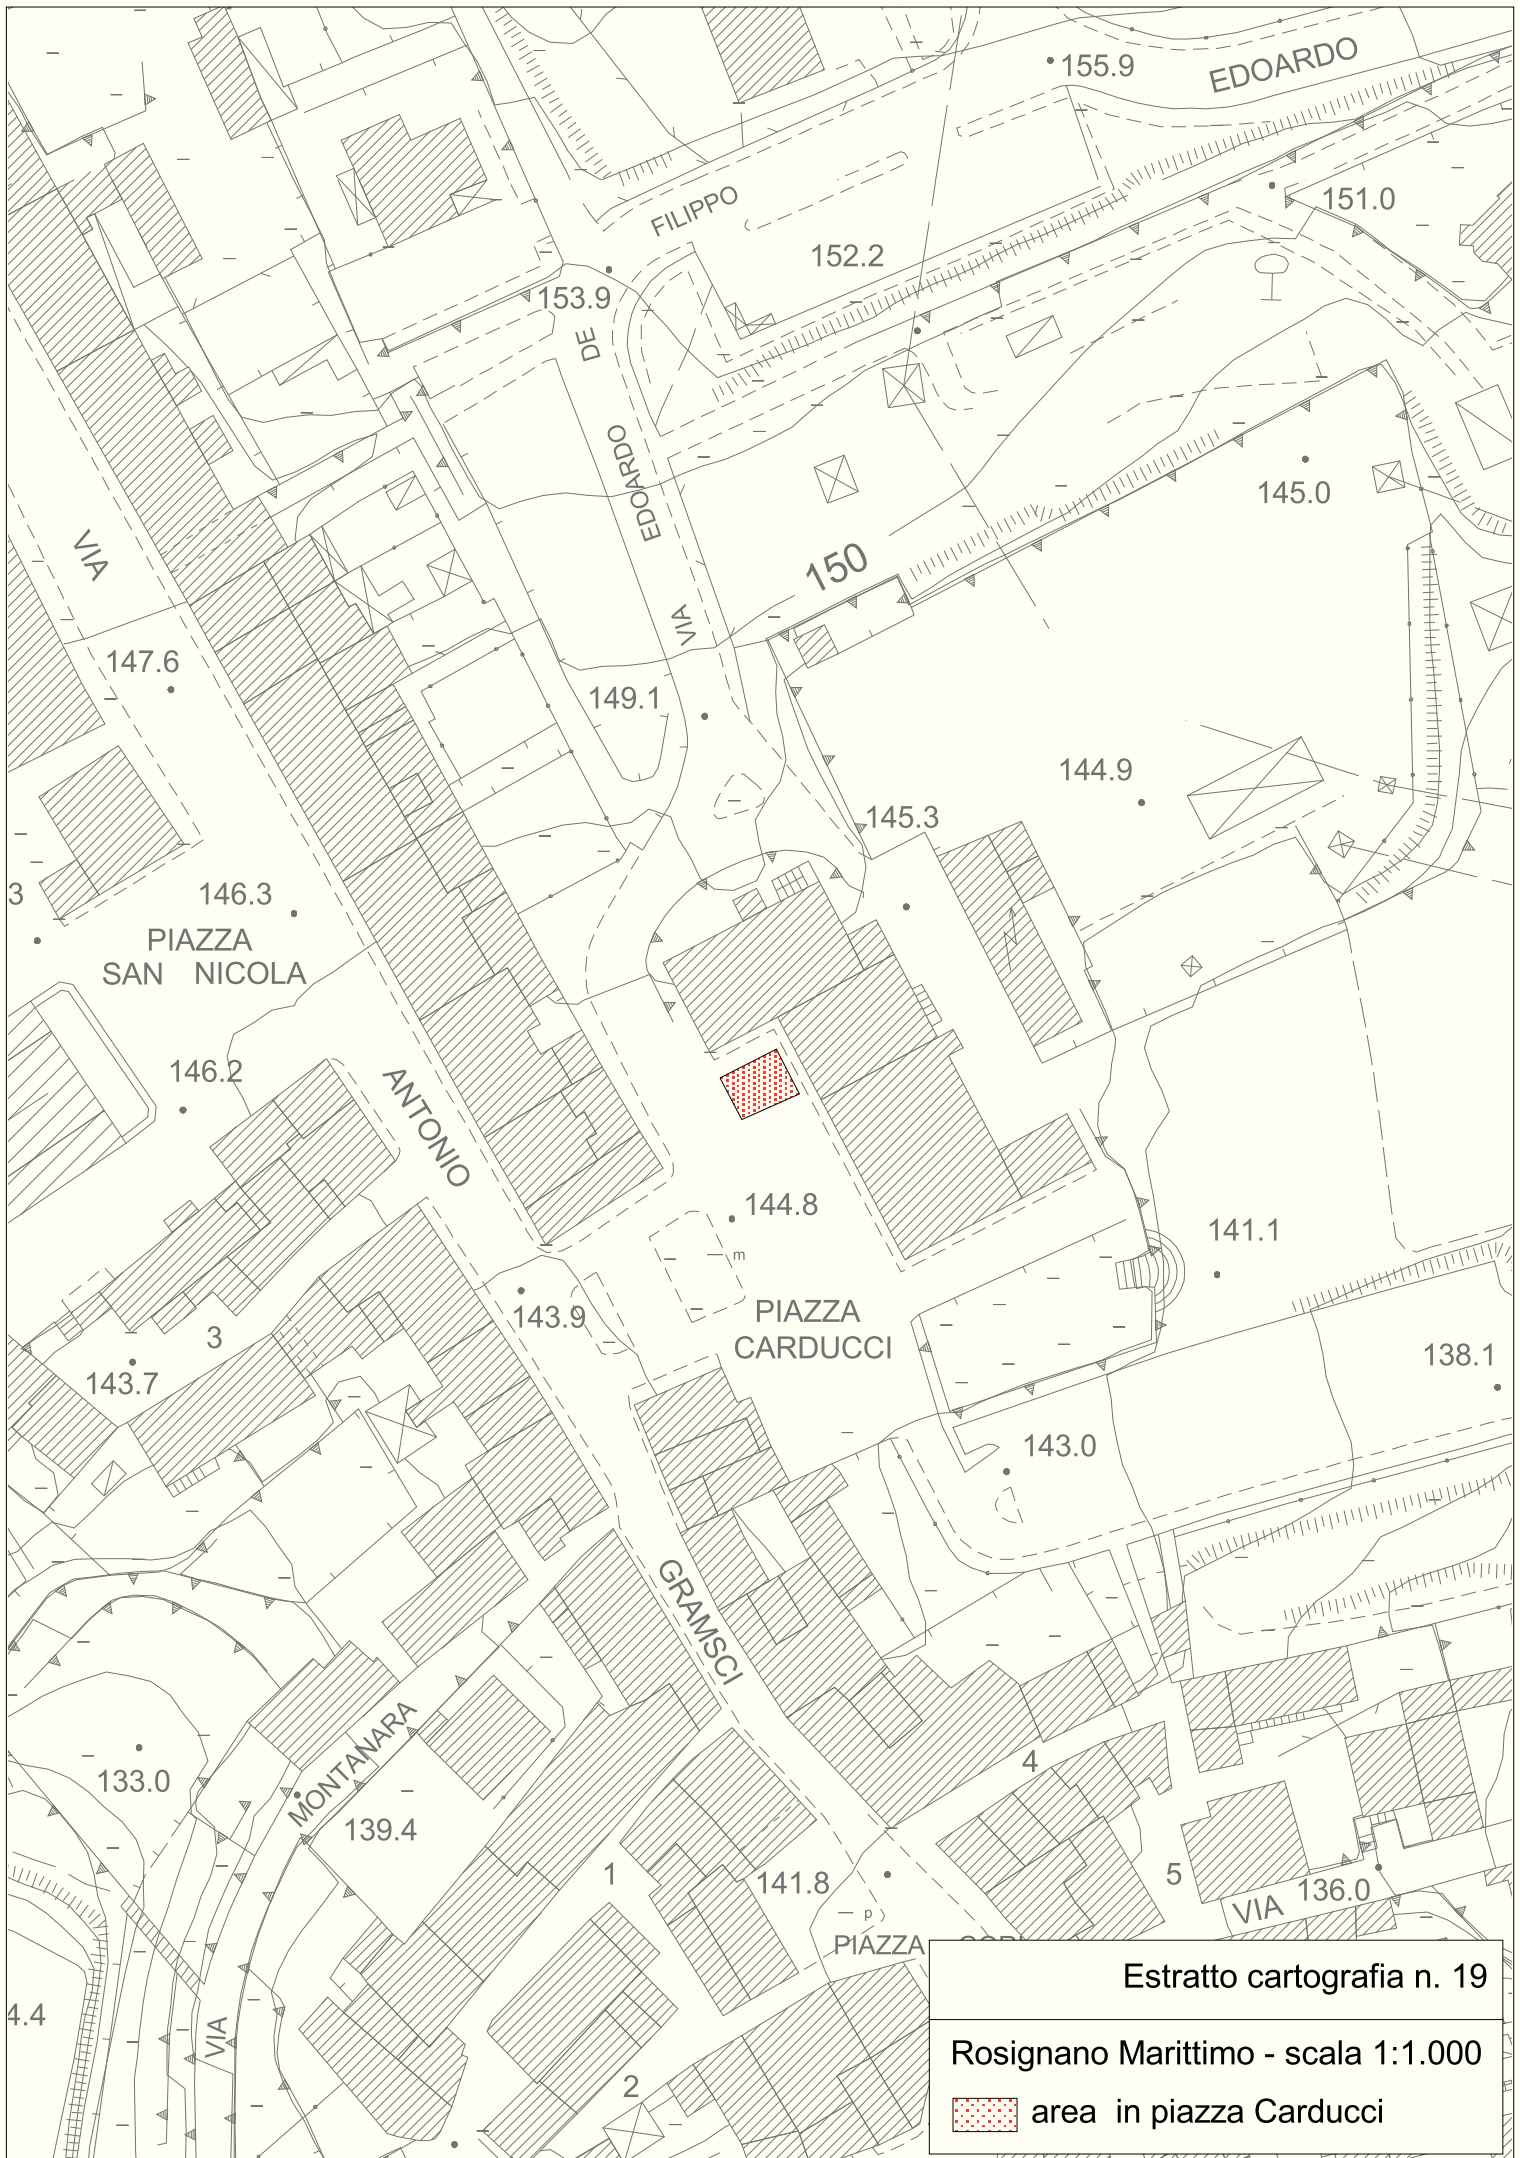 155.9
EDOARDO
151.0
FILIPPO
152.2
153.9
DE
EDOARDO
VIA
145.0
VIA
150
147.6
149.1
144.9
145.3
3
146.3
PIAZZA
SAN NICOLA
146.2
ANTONIO
144.8
m
141.1
143.9
PIAZZA
CARDUCCI
3
143.7
138.1
143.0
GRAMSCI
133.0
MONTANARA
139.4
4
1
141.8
5
136.0
VIA
p
PIAZZA
4.4
VIA
2
Estratto cartografia n. 19
Rosignano Marittimo - scala 1:1.000
area in piazza Carducci